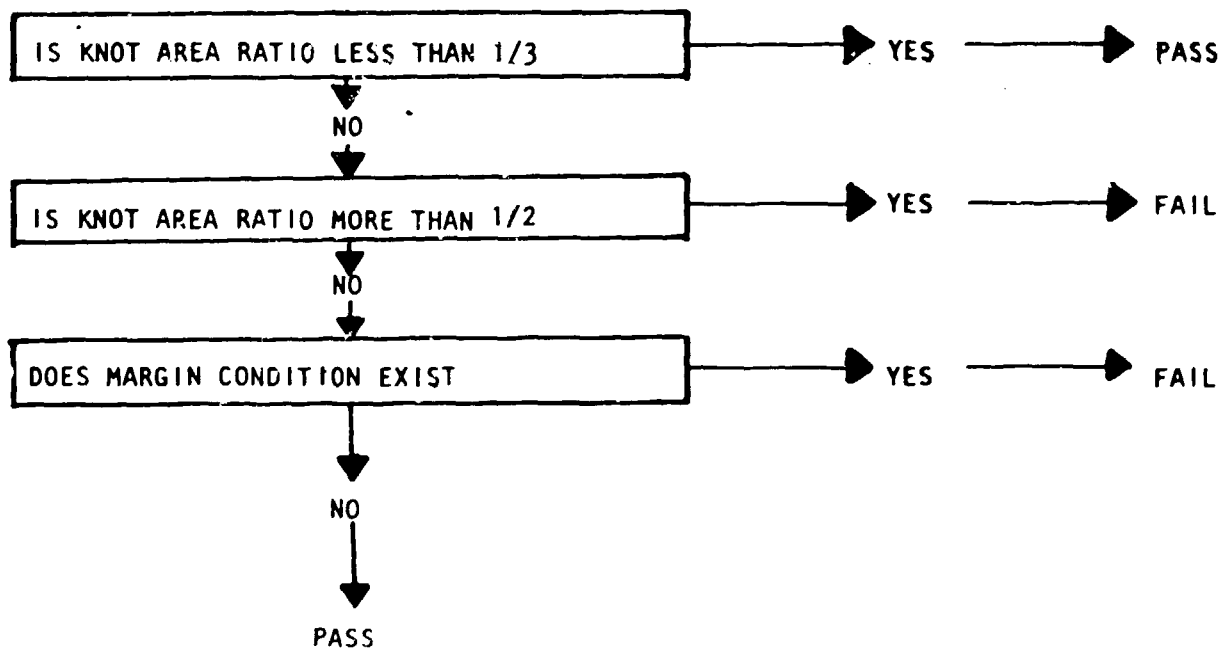 IS KNOT AREA RATIO LESS THAN 1/3
YES
PASS
NO
IS KNOT AREA RATIO MORE THAN 1/2
YES
FAIL
NO
DOES MARGIN CONDITION EXIST
YES
FAIL
NO
PASS